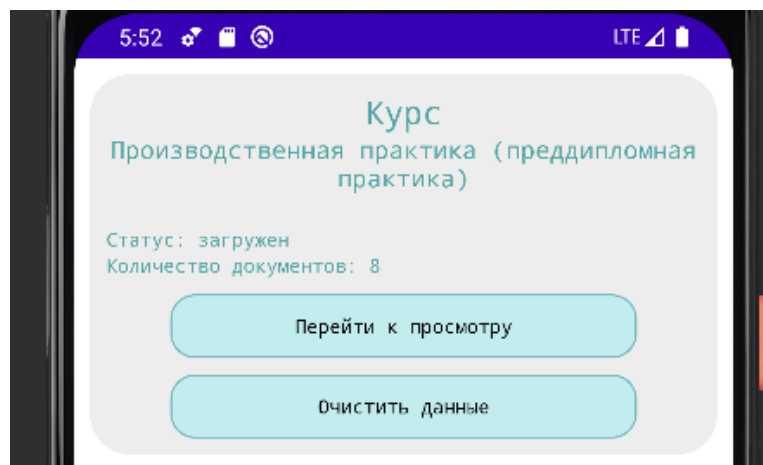 5:52 LTE
Курс
Производственная практика (преддипломная
практика)
Статус: загружен
Количество документов: 8
Перейти к просмотру
Очистить данные